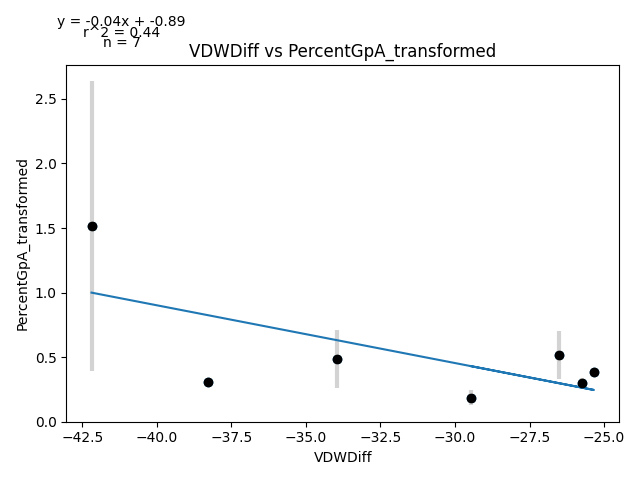 y = -0.04x + -0.89
r^2 = 0.44
n = 7
VDWDiff vs PercentGpA_transformed
PercentGpA_transformed
2.5
2.0
1.5
1.0
0.5
0.0
−42.5 −40.0 −37.5 −35.0 −32.5 −30.0 −27.5 −25.0
VDWDiff